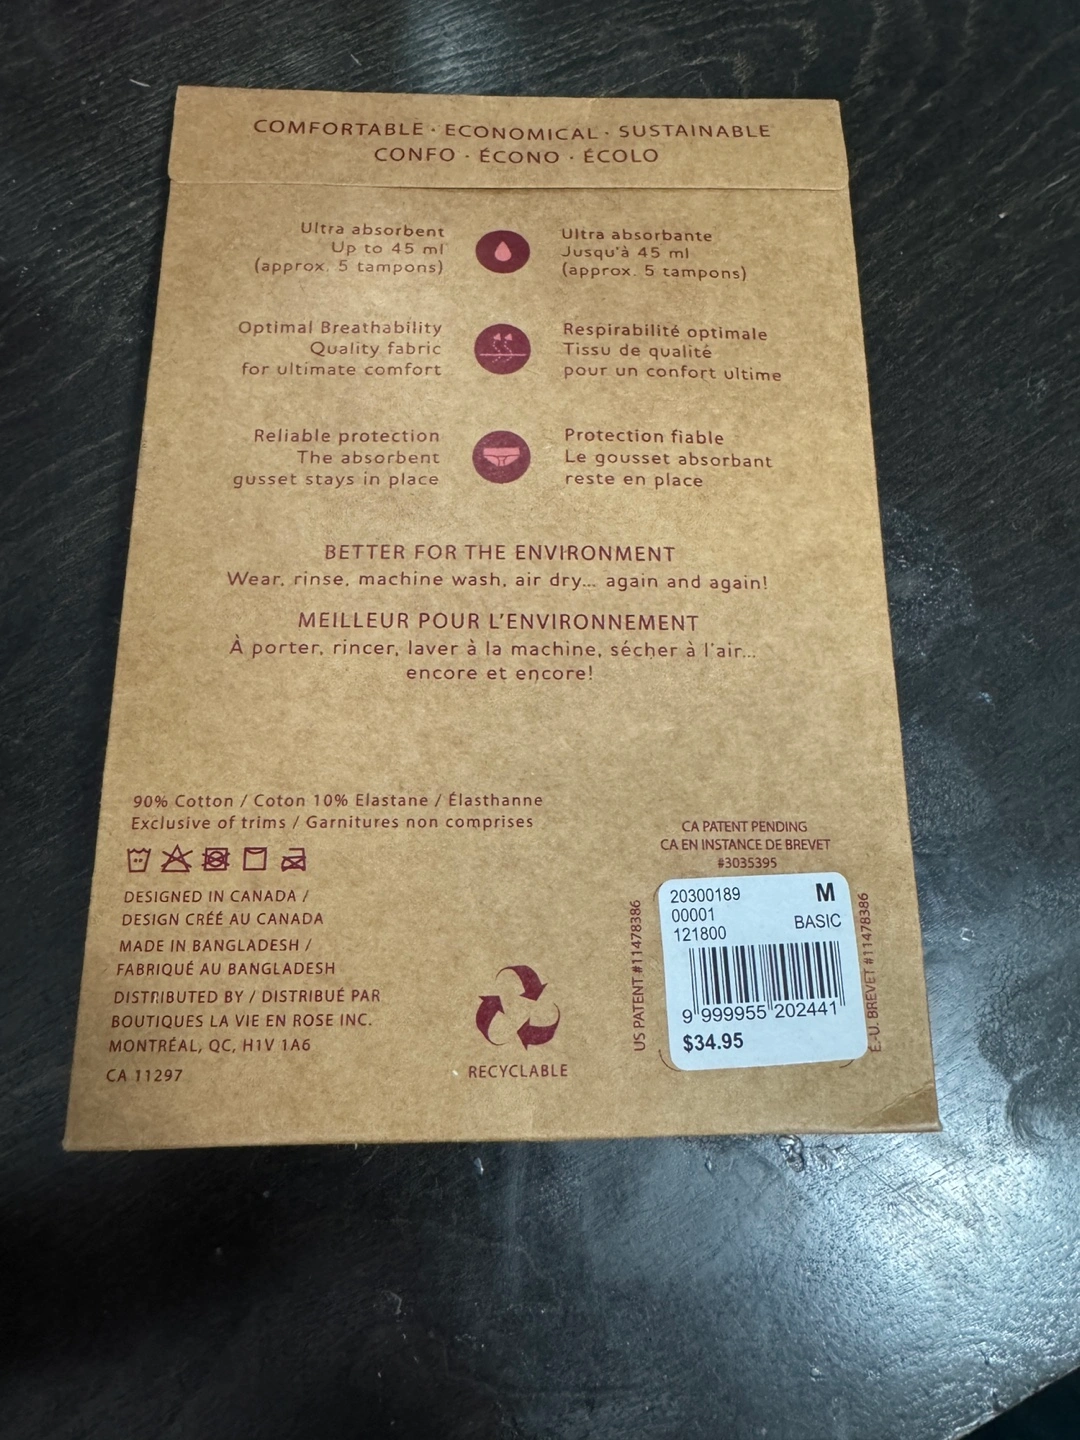 COMFORTABLE · ECONOMICAL · SUSTAINABLE
CONFO · ÉCONO · ÉCOLO
Ultra absorbent
Up to 45 ml
(approx. 5 tampons)
Ultra absorbante
Jusqu'à 45 ml
(approx. 5 tampons)
Optimal Breathability
Quality fabric
for ultimate comfort
Respirabilité optimale
Tissu de qualité
pour un confort ultime
Reliable protection
The absorbent
gusset stays in place
Protection fiable
Le gousset absorbant
reste en place
BETTER FOR THE ENVIRONMENT
Wear, rinse, machine wash, air dry... again and again!
MEILLEUR POUR L'ENVIRONNEMENT
À porter, rincer, laver à la machine, sécher à l'air...
encore et encore!
90% Cotton / Coton 10% Elastane / Élasthanne
Exclusive of trims / Garnitures non comprises
DESIGNED IN CANADA /
DESIGN CRÉÉ AU CANADA
MADE IN BANGLADESH /
FABRIQUÉ AU BANGLADESH
DISTRIBUTED BY / DISTRIBUÉ PAR
BOUTIQUES LA VIE EN ROSE INC.
MONTRÉAL, QC, H1V 1A6
CA 11297
RECYCLABLE
CA PATENT PENDING
CA EN INSTANCE DE BREVET
#3035395
US PATENT #11478386
20300189 M
00001 BASIC
121800
9 999955 202441
$34.95
É.-U. BREVET #11478386